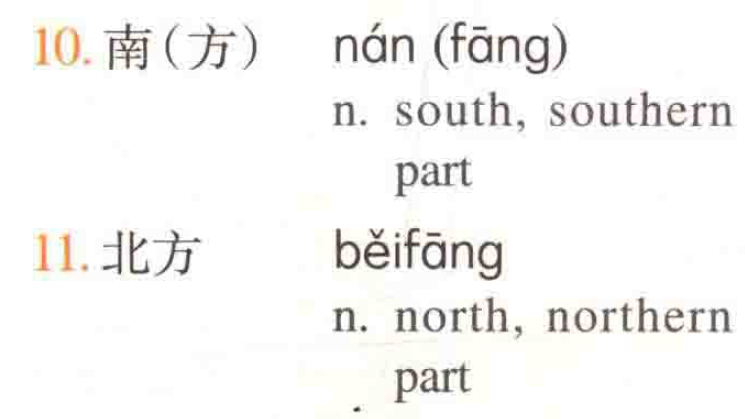 10. 南（方） nán (fāng)
n. south, southern
part
11. 北方 běifāng
n. north, northern
part